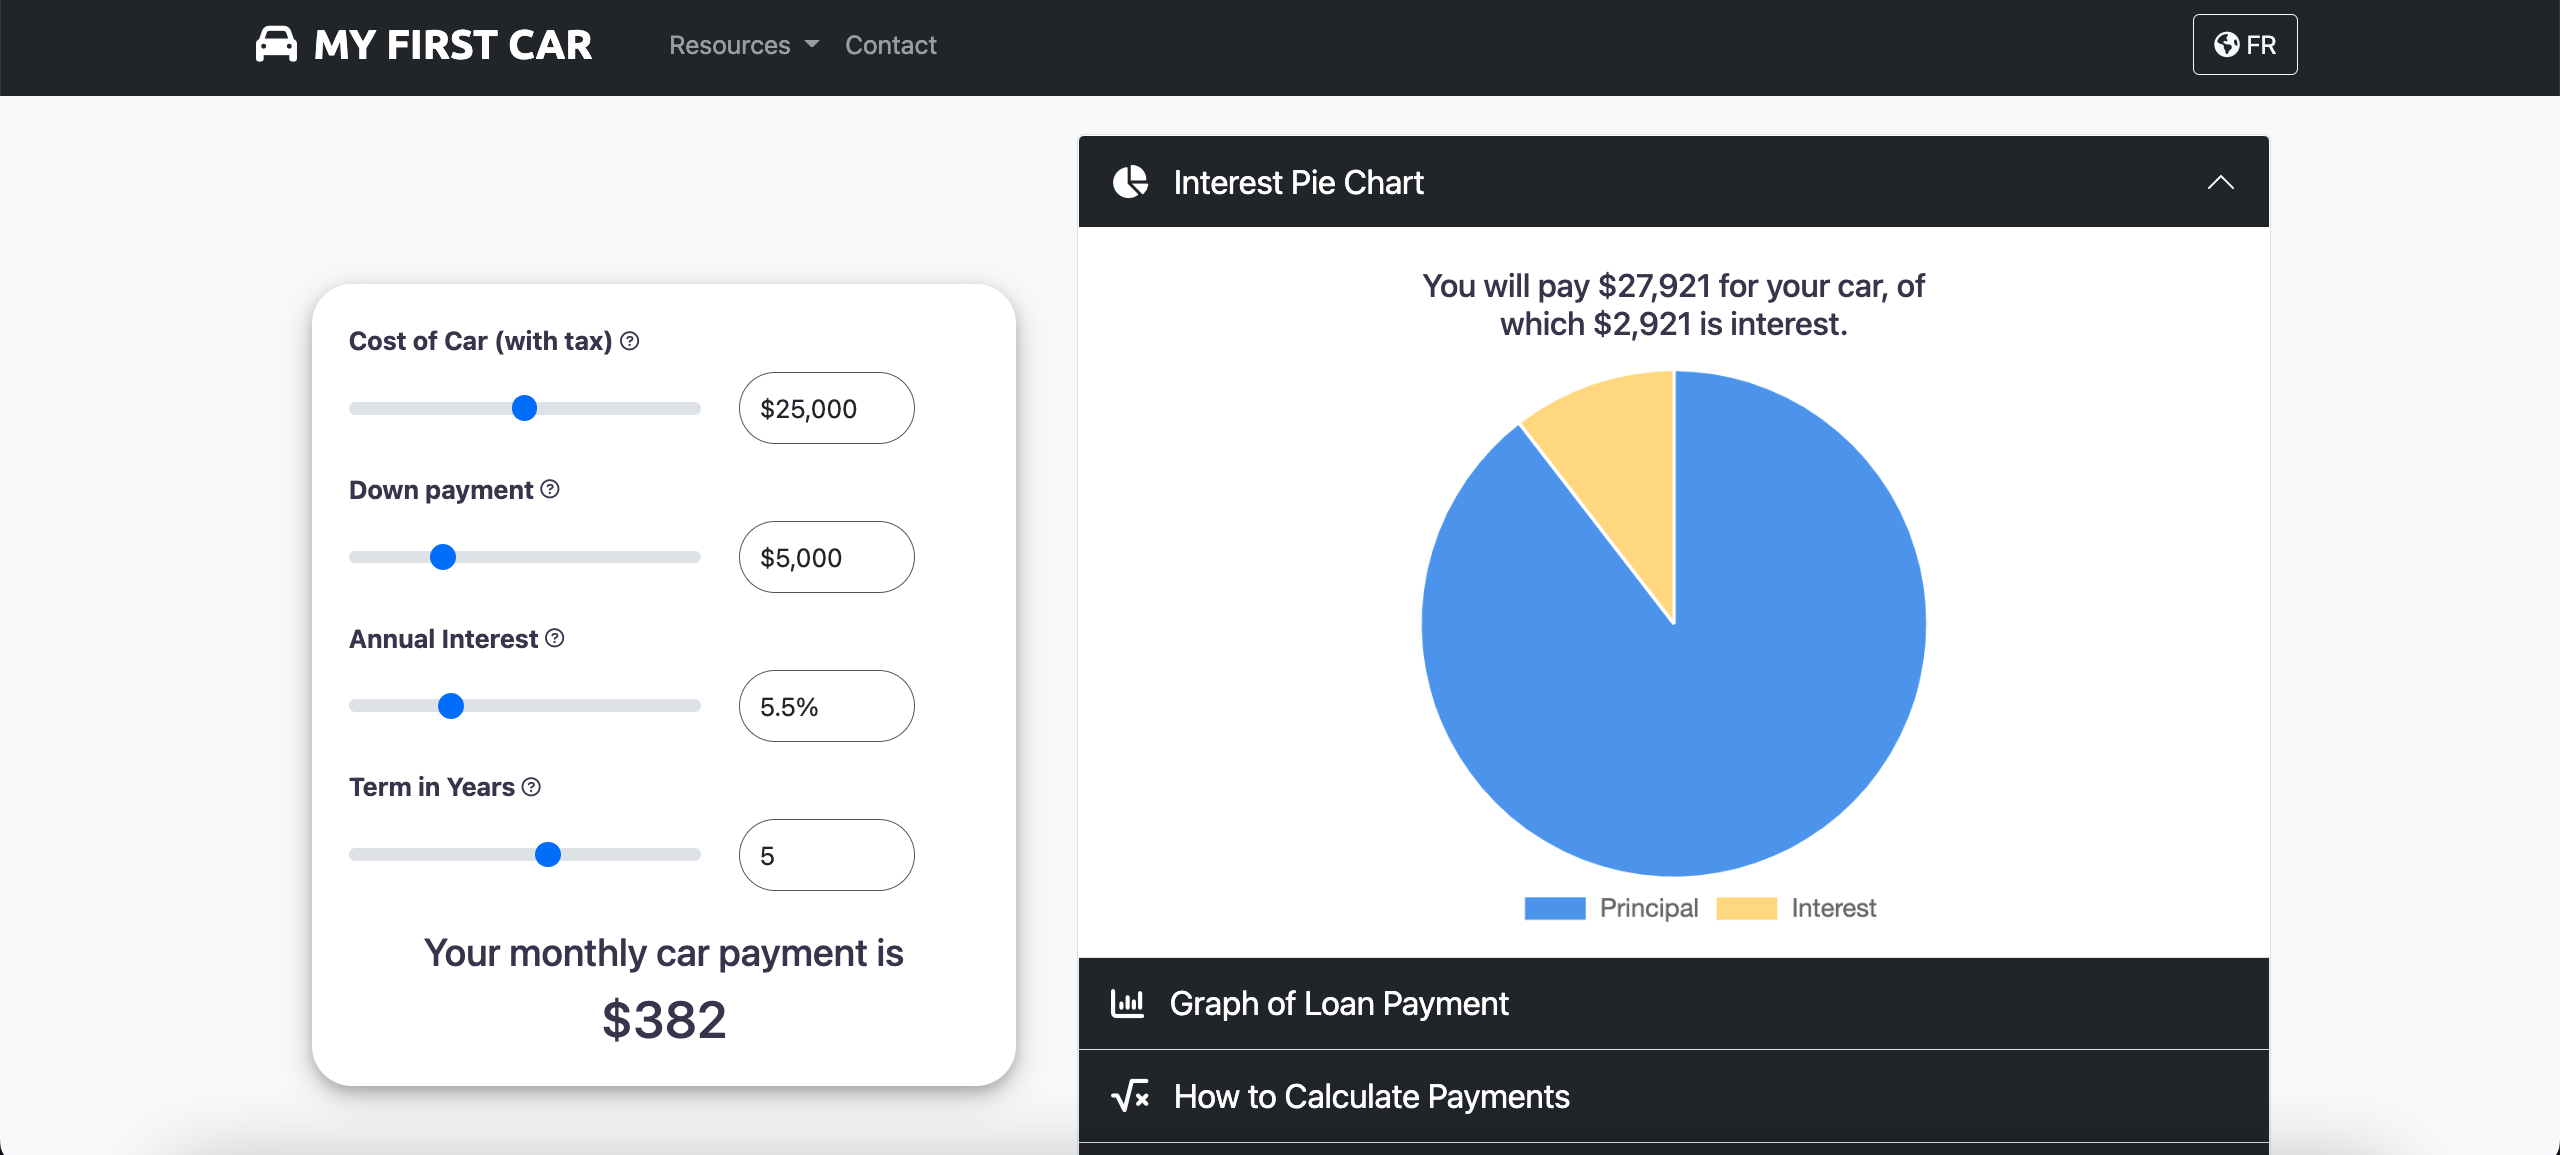 MY FIRST CAR
Resources
Contact
FR
Cost of Car (with tax)
$25,000
Down payment
$5,000
Annual Interest
5.5%
Term in Years
5
Your monthly car payment is
$382
Interest Pie Chart
You will pay $27,921 for your car, of
which $2,921 is interest.
Principal
Interest
Graph of Loan Payment
How to Calculate Payments